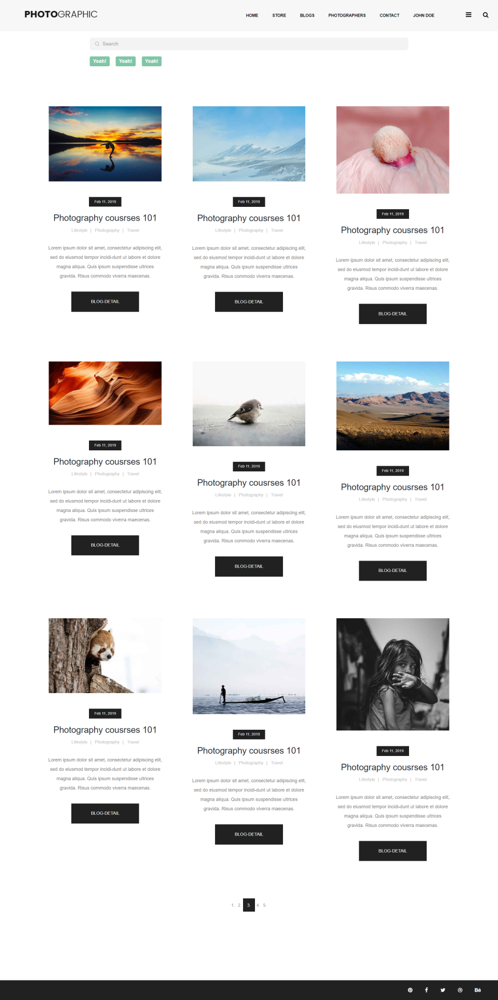 PHOTOGRAPHIC
HOME STORE BLOGS PHOTOGRAPHERS CONTACT JOHN DOE
Search
Yeah! Yeah! Yeah!
Feb 11, 2019
Photography cousrses 101
Lifestyle | Photography | Travel
Lorem ipsum dolor sit amet, consectetur adipiscing elit,
sed do eiusmod tempor incidi-dunt ut labore et dolore
magna aliqua. Quis ipsum suspendisse ultrices
gravida. Risus commodo viverra maecenas.
BLOG-DETAIL
Feb 11, 2019
Photography cousrses 101
Lifestyle | Photography | Travel
Lorem ipsum dolor sit amet, consectetur adipiscing elit,
sed do eiusmod tempor incidi-dunt ut labore et dolore
magna aliqua. Quis ipsum suspendisse ultrices
gravida. Risus commodo viverra maecenas.
BLOG-DETAIL
Feb 11, 2019
Photography cousrses 101
Lifestyle | Photography | Travel
Lorem ipsum dolor sit amet, consectetur adipiscing elit,
sed do eiusmod tempor incidi-dunt ut labore et dolore
magna aliqua. Quis ipsum suspendisse ultrices
gravida. Risus commodo viverra maecenas.
BLOG-DETAIL
Feb 11, 2019
Photography cousrses 101
Lifestyle | Photography | Travel
Lorem ipsum dolor sit amet, consectetur adipiscing elit,
sed do eiusmod tempor incidi-dunt ut labore et dolore
magna aliqua. Quis ipsum suspendisse ultrices
gravida. Risus commodo viverra maecenas.
BLOG-DETAIL
Feb 11, 2019
Photography cousrses 101
Lifestyle | Photography | Travel
Lorem ipsum dolor sit amet, consectetur adipiscing elit,
sed do eiusmod tempor incidi-dunt ut labore et dolore
magna aliqua. Quis ipsum suspendisse ultrices
gravida. Risus commodo viverra maecenas.
BLOG-DETAIL
Feb 11, 2019
Photography cousrses 101
Lifestyle | Photography | Travel
Lorem ipsum dolor sit amet, consectetur adipiscing elit,
sed do eiusmod tempor incidi-dunt ut labore et dolore
magna aliqua. Quis ipsum suspendisse ultrices
gravida. Risus commodo viverra maecenas.
BLOG-DETAIL
Feb 11, 2019
Photography cousrses 101
Lifestyle | Photography | Travel
Lorem ipsum dolor sit amet, consectetur adipiscing elit,
sed do eiusmod tempor incidi-dunt ut labore et dolore
magna aliqua. Quis ipsum suspendisse ultrices
gravida. Risus commodo viverra maecenas.
BLOG-DETAIL
Feb 11, 2019
Photography cousrses 101
Lifestyle | Photography | Travel
Lorem ipsum dolor sit amet, consectetur adipiscing elit,
sed do eiusmod tempor incidi-dunt ut labore et dolore
magna aliqua. Quis ipsum suspendisse ultrices
gravida. Risus commodo viverra maecenas.
BLOG-DETAIL
Feb 11, 2019
Photography cousrses 101
Lifestyle | Photography | Travel
Lorem ipsum dolor sit amet, consectetur adipiscing elit,
sed do eiusmod tempor incidi-dunt ut labore et dolore
magna aliqua. Quis ipsum suspendisse ultrices
gravida. Risus commodo viverra maecenas.
BLOG-DETAIL
1. 2. 3. 4. 5.